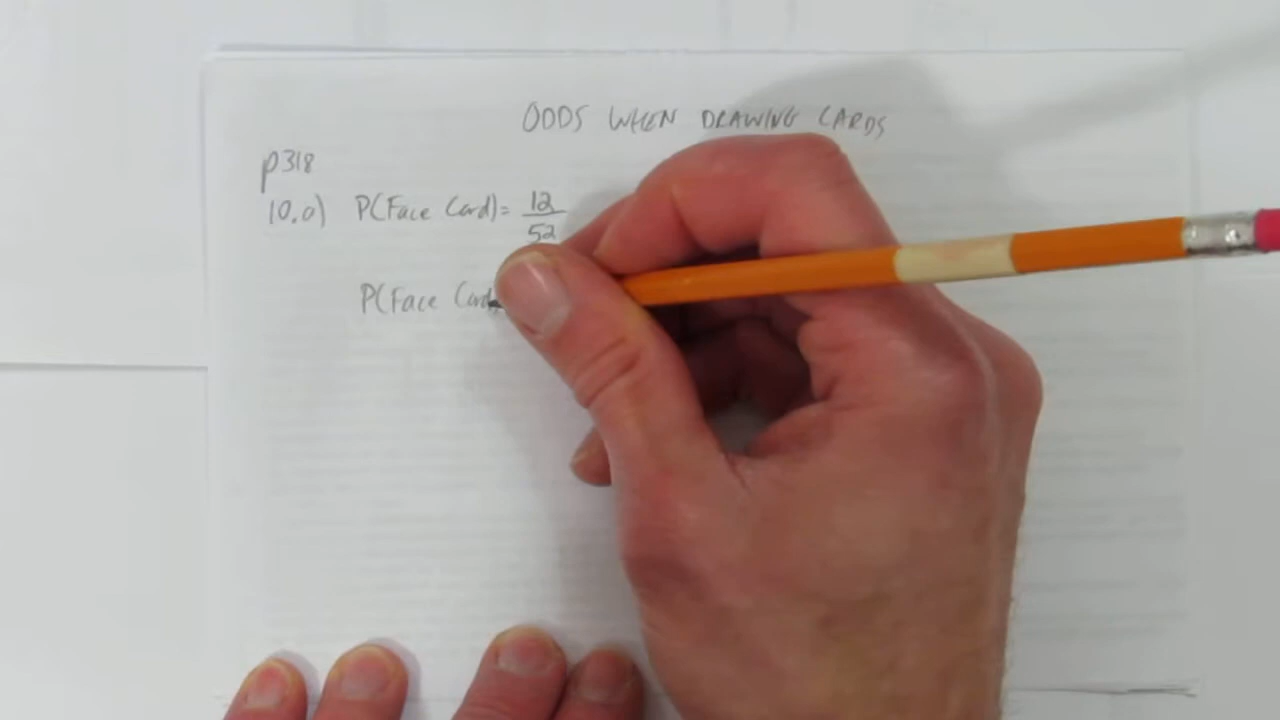 ODDS WHEN DRAWING CARDS
p318
10.a) P(Face Card) = 12/52
P(Face Card